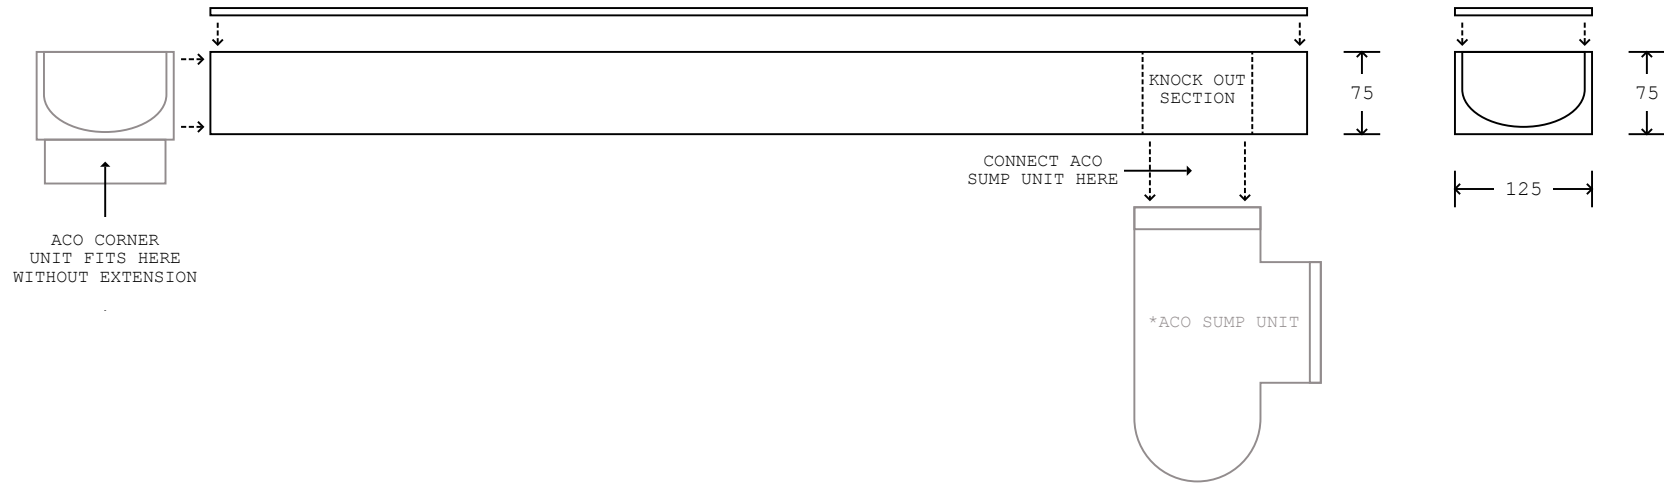 KNOCK OUT
SECTION
75
75
CONNECT ACO
SUMP UNIT HERE
125
ACO CORNER
UNIT FITS HERE
WITHOUT EXTENSION
*ACO SUMP UNIT